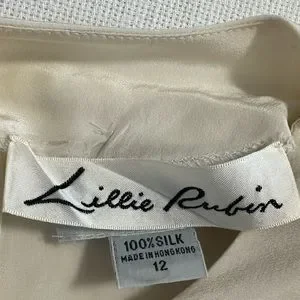 Lillie Rubin
100% SILK
MADE IN HONG KONG
12